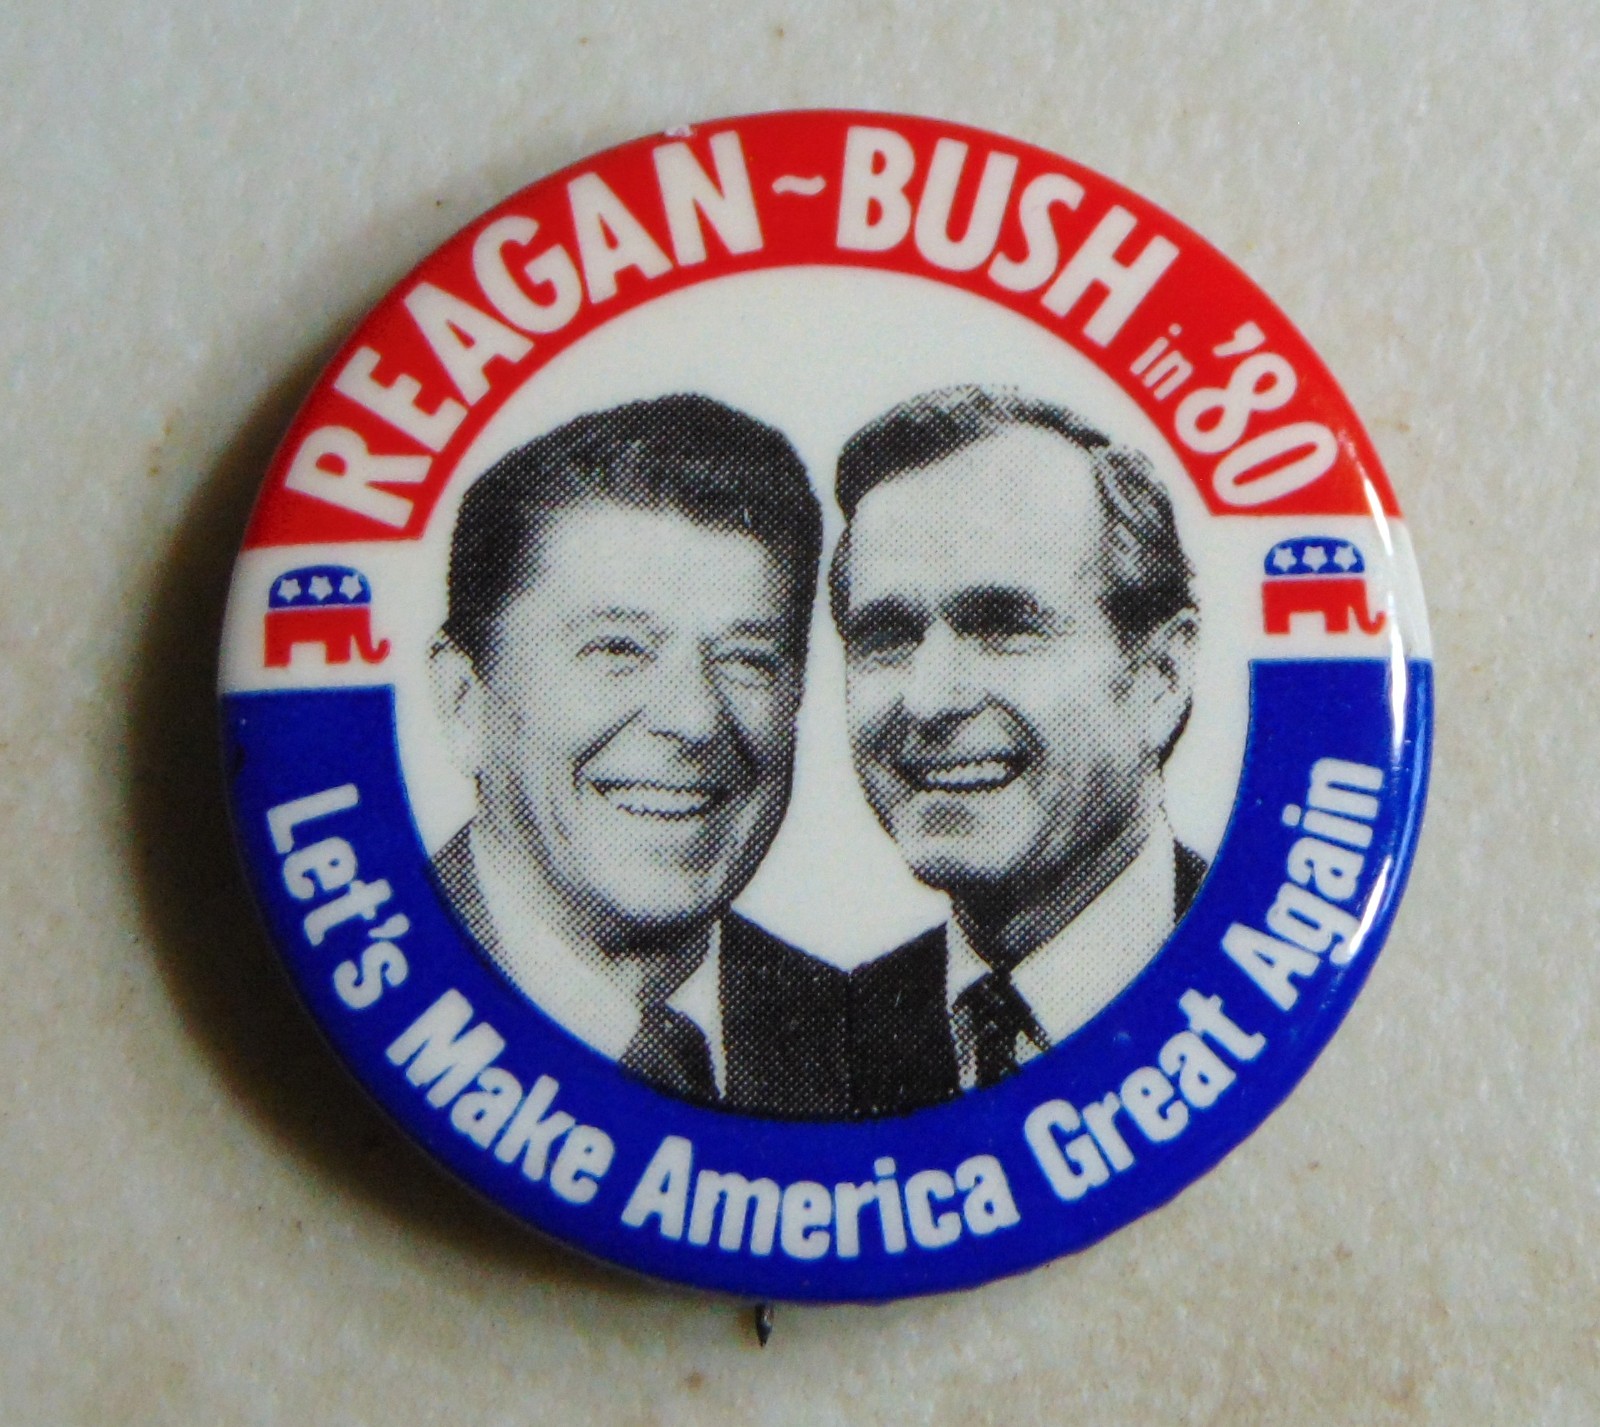 REAGAN~BUSH in '80
Let's Make America Great Again